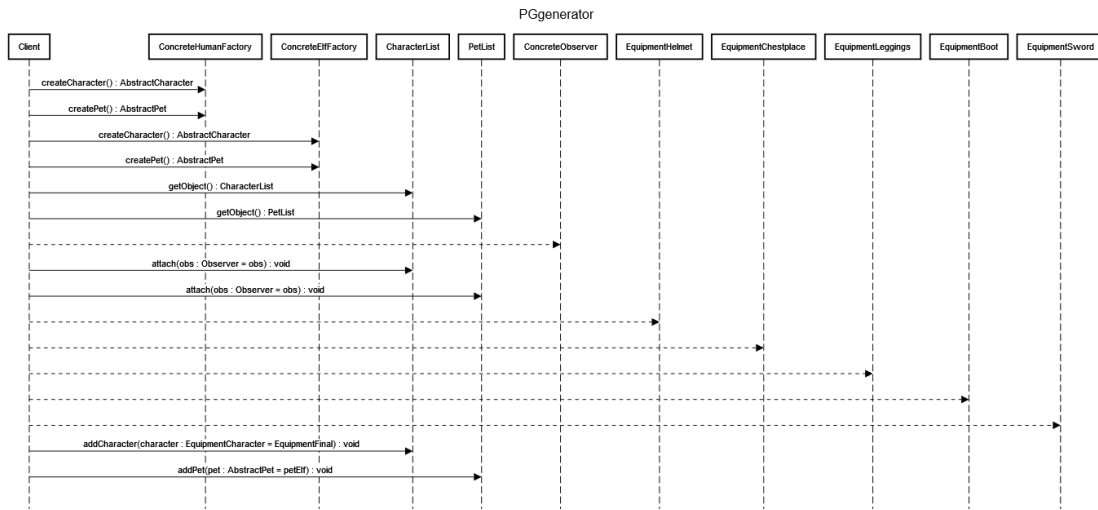 PGgenerator
Client
ConcreteHumanFactory
ConcreteElfFactory
CharacterList
PetList
ConcreteObserver
EquipmentHelmet
EquipmentChestplace
EquipmentLeggings
EquipmentBoot
EquipmentSword
createCharacter() : AbstractCharacter
createPet() : AbstractPet
createCharacter() : AbstractCharacter
createPet() : AbstractPet
getObject() : CharacterList
getObject() : PetList
attach(obs : Observer = obs) : void
attach(obs : Observer = obs) : void
addCharacter(character : EquipmentCharacter = EquipmentFinal) : void
addPet(pet : AbstractPet = petElf) : void